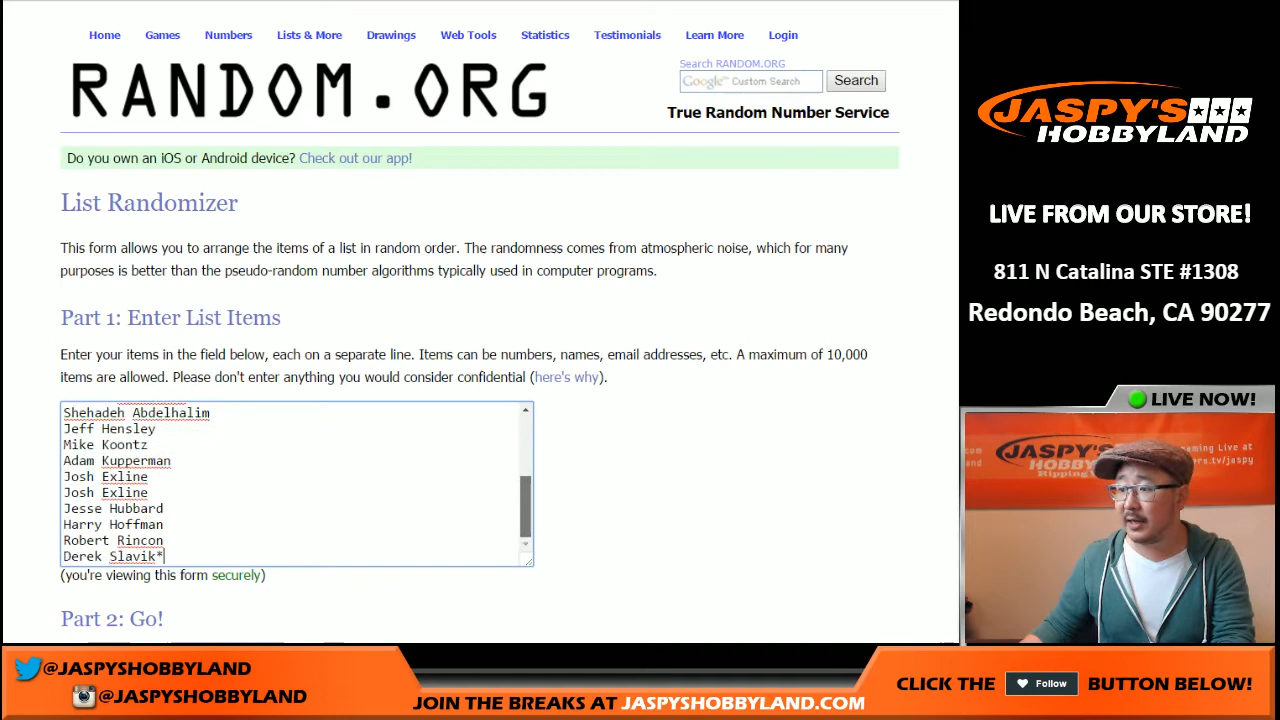 Home Games Numbers Lists & More Drawings Web Tools Statistics Testimonials Learn More Login
RANDOM.ORG
Search RANDOM.ORG
Google™ Custom Search Search
True Random Number Service
Do you own an iOS or Android device? Check out our app!
List Randomizer
This form allows you to arrange the items of a list in random order. The randomness comes from atmospheric noise, which for many
purposes is better than the pseudo-random number algorithms typically used in computer programs.
Part 1: Enter List Items
Enter your items in the field below, each on a separate line. Items can be numbers, names, email addresses, etc. A maximum of 10,000
items are allowed. Please don't enter anything you would consider confidential (here's why).
Shehadeh Abdelhalim
Jeff Hensley
Mike Koontz
Adam Kupperman
Josh Exline
Josh Exline
Jesse Hubbard
Harry Hoffman
Robert Rincon
Derek Slavik*
(you're viewing this form securely)
Part 2: Go!
JASPY'S
HOBBYLAND
LIVE FROM OUR STORE!
811 N Catalina STE #1308
Redondo Beach, CA 90277
LIVE NOW!
JASPY'S
HOBBY
Live at
tv/jaspy
@JASPYSHOBBYLAND
@JASPYSHOBBYLAND
JOIN THE BREAKS AT JASPYSHOBBYLAND.COM
CLICK THE Follow BUTTON BELOW!